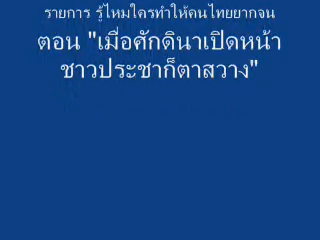 รายการ รู้ไหมใครทำให้คนไทยยากจน
ตอน "เมื่อศักดินาเปิดหน้า
ชาวประชาก็ตาสวาง"